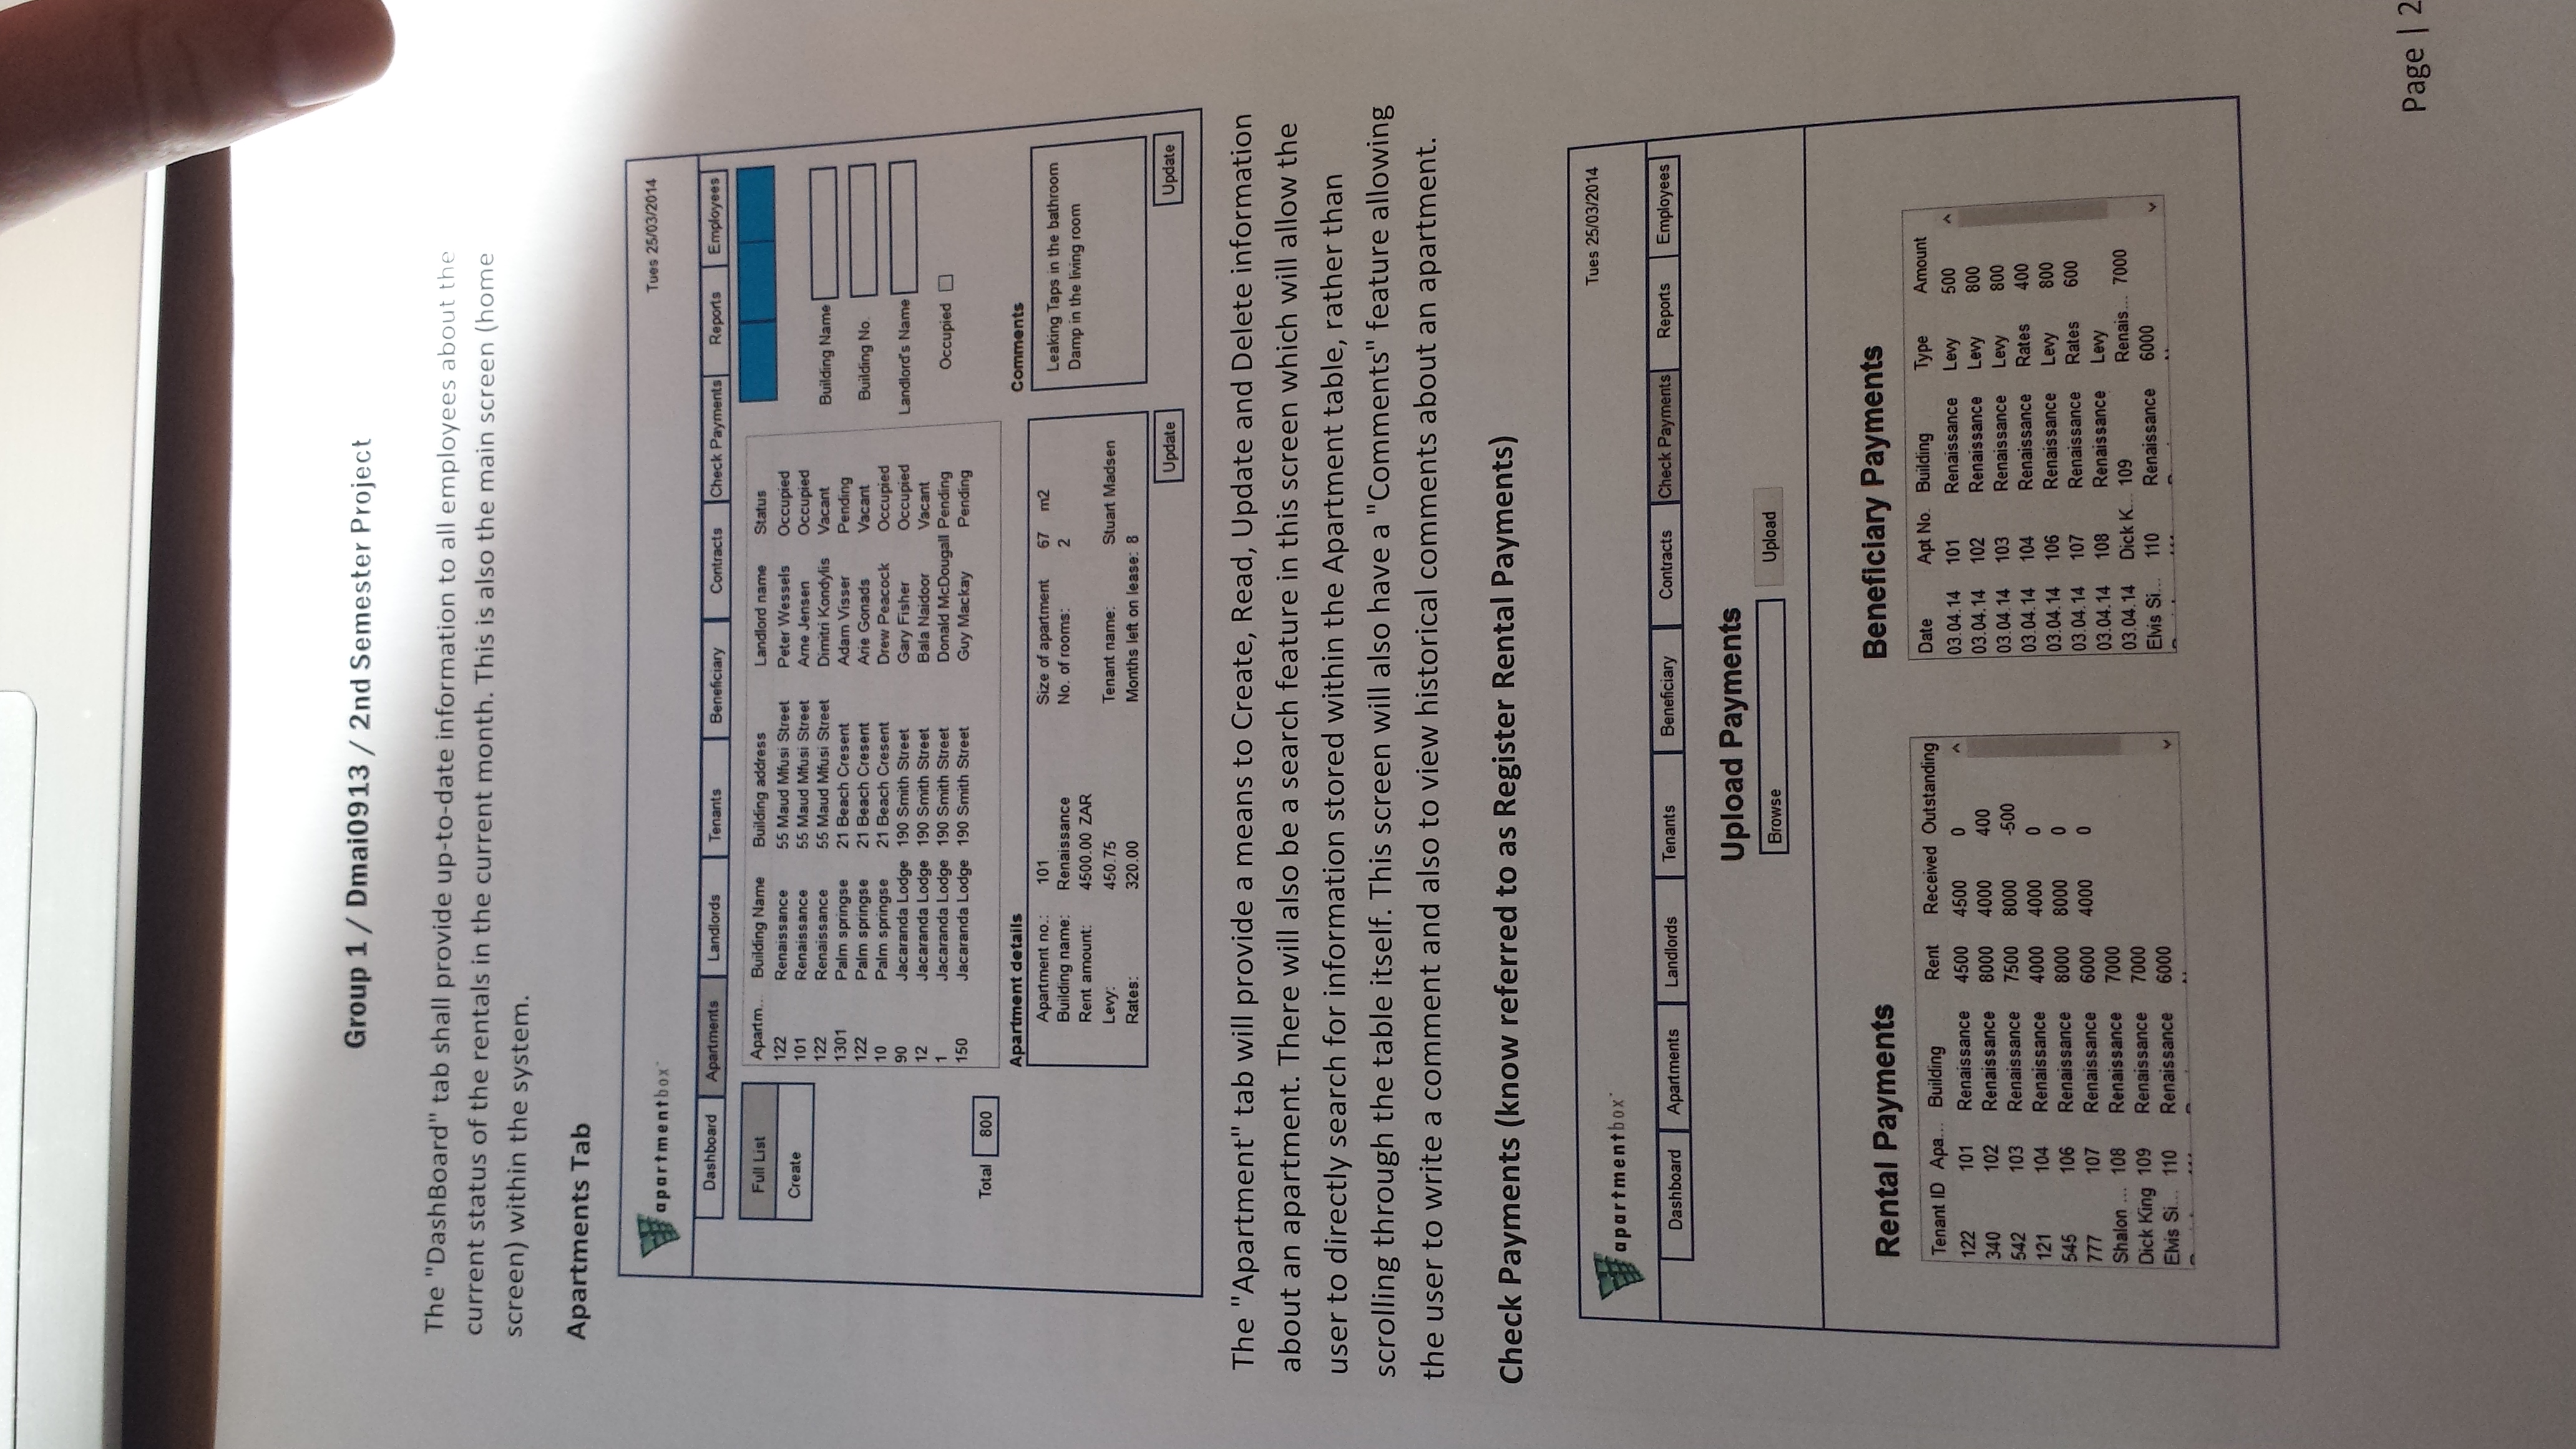 Group 1 / Dmai0913 / 2nd Semester Project
The "DashBoard" tab shall provide up-to-date information to all employees about the
current status of the rentals in the current month. This is also the main screen (home
screen) within the system.
Apartments Tab
apartmentbox
Tues 25/03/2014
Dashboard Apartments Landlords Tenants Beneficiary Contracts Check Payments Reports Employees
Full List
Create
Total 800
Apartm... Building Name Building address Landlord name Status
122 Renaissance 55 Maud Mfusi Street Peter Wessels Occupied
101 Renaissance 55 Maud Mfusi Street Arne Jensen Occupied
122 Renaissance 55 Maud Mfusi Street Dimitri Kondylis Vacant
1301 Palm springse 21 Beach Cresent Adam Visser Pending
122 Palm springse 21 Beach Cresent Arie Gonads Vacant
10 Palm springse 21 Beach Cresent Drew Peacock Occupied
90 Jacaranda Lodge 190 Smith Street Gary Fisher Occupied
12 Jacaranda Lodge 190 Smith Street Bala Naidoor Vacant
1 Jacaranda Lodge 190 Smith Street Donald McDougall Pending
150 Jacaranda Lodge 190 Smith Street Guy Mackay Pending
Building Name
Building No.
Landlord's Name
Occupied
Apartment details
Apartment no.: 101 Size of apartment 67 m2
Building name: Renaissance No. of rooms: 2
Rent amount: 4500.00 ZAR
Levy: 450.75 Tenant name: Stuart Madsen
Rates: 320.00 Months left on lease: 8
Update
Comments
Leaking Taps in the bathroom
Damp in the living room
Update
The "Apartment" tab will provide a means to Create, Read, Update and Delete information
about an apartment. There will also be a search feature in this screen which will allow the
user to directly search for information stored within the Apartment table, rather than
scrolling through the table itself. This screen will also have a "Comments" feature allowing
the user to write a comment and also to view historical comments about an apartment.
Check Payments (know referred to as Register Rental Payments)
apartmentbox
Tues 25/03/2014
Dashboard Apartments Landlords Tenants Beneficiary Contracts Check Payments Reports Employees
Upload Payments
Browse Upload
Rental Payments
Tenant ID Apa... Building Rent Received Outstanding
122 101 Renaissance 4500 4500 0
340 102 Renaissance 8000 4000 400
542 103 Renaissance 7500 8000 -500
121 104 Renaissance 4000 4000 0
545 106 Renaissance 8000 8000 0
777 107 Renaissance 6000 4000 0
Shalon ... 108 Renaissance 7000
Dick King 109 Renaissance 7000
Elvis Si... 110 Renaissance 6000
Beneficiary Payments
Date Apt No. Building Type Amount
03.04.14 101 Renaissance Levy 500
03.04.14 102 Renaissance Levy 800
03.04.14 103 Renaissance Levy 800
03.04.14 104 Renaissance Rates 400
03.04.14 106 Renaissance Levy 800
03.04.14 107 Renaissance Rates 600
03.04.14 108 Renaissance Levy
03.04.14 Dick K... 109 Renais... 7000
Elvis Si... 110 Renaissance 6000
Page | 2